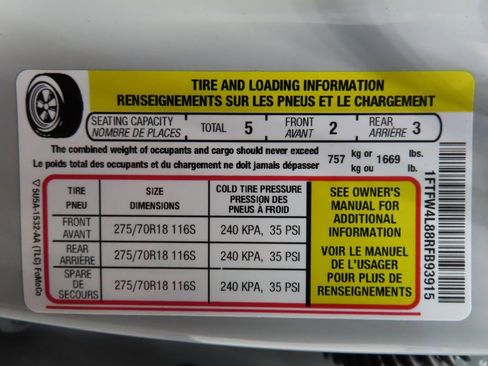 TIRE AND LOADING INFORMATION
RENSEIGNEMENTS SUR LES PNEUS ET LE CHARGEMENT
SEATING CAPACITY
NOMBRE DE PLACES
TOTAL 5
FRONT
AVANT 2
REAR
ARRIÈRE 3
The combined weight of occupants and cargo should never exceed
Le poids total des occupants et du chargement ne doit jamais dépasser
757 kg or 1669 lbs.
kg ou lb.
TIRE
PNEU
SIZE
DIMENSIONS
COLD TIRE PRESSURE
PRESSION DES
PNEUS À FROID
FRONT
AVANT
275/70R18 116S
240 KPA, 35 PSI
REAR
ARRIÈRE
275/70R18 116S
240 KPA, 35 PSI
SPARE
DE SECOURS
275/70R18 116S
240 KPA, 35 PSI
SEE OWNER'S
MANUAL FOR
ADDITIONAL
INFORMATION
VOIR LE MANUEL
DE L'USAGER
POUR PLUS DE
RENSEIGNEMENTS
5U5A-1532-AA (TLC) FoMoCo
1FTFW4L88RFB93915